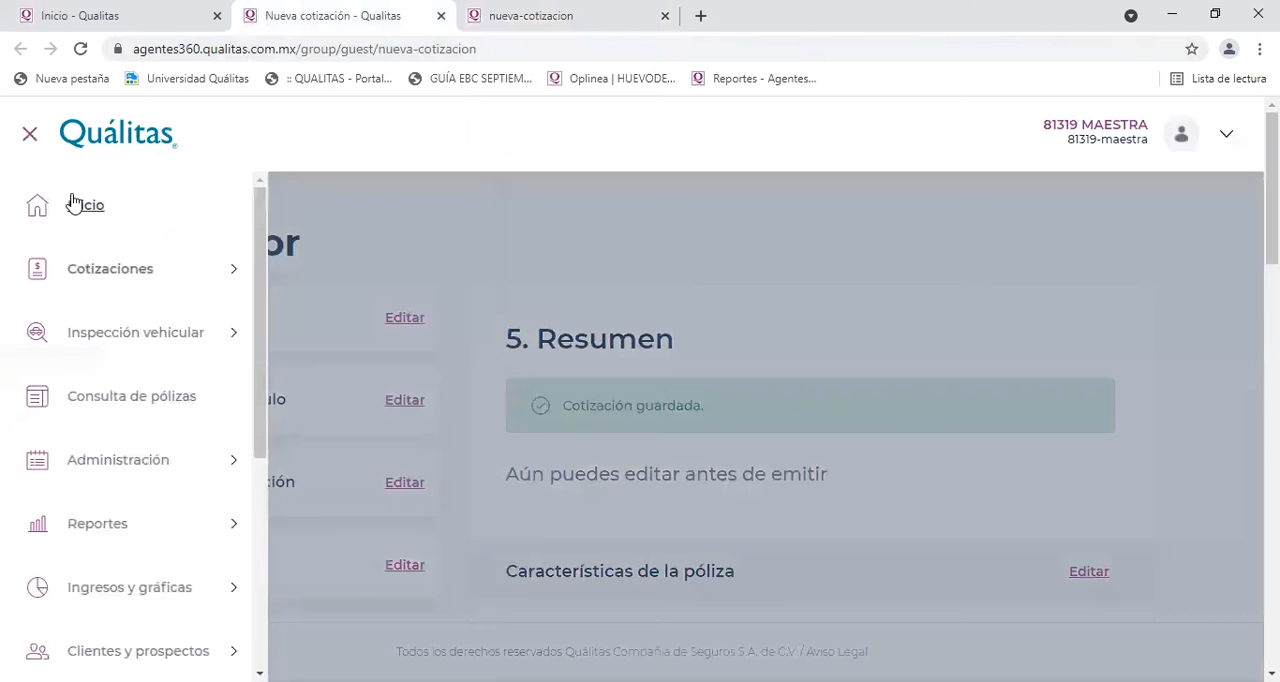 Inicio - Qualitas
Nueva cotización - Qualitas
nueva-cotizacion
agentes360.qualitas.com.mx/group/guest/nueva-cotizacion
Nueva pestaña
Universidad Quálitas
:: QUALITAS - Portal...
GUÍA EBC SEPTIEM...
Oplinea | HUEVODE...
Reportes - Agentes...
Lista de lectura
Quálitas
81319 MAESTRA
81319-maestra
Cotizaciones
Inspección vehicular
Consulta de pólizas
Administración
Reportes
Ingresos y gráficas
Clientes y prospectos
or
Editar
ulo
Editar
ión
Editar
Editar
5. Resumen
Cotización guardada.
Aún puedes editar antes de emitir
Características de la póliza
Editar
Todos los derechos reservados Quálitas Compañia de Seguros S.A. de C.V. / Aviso Legal